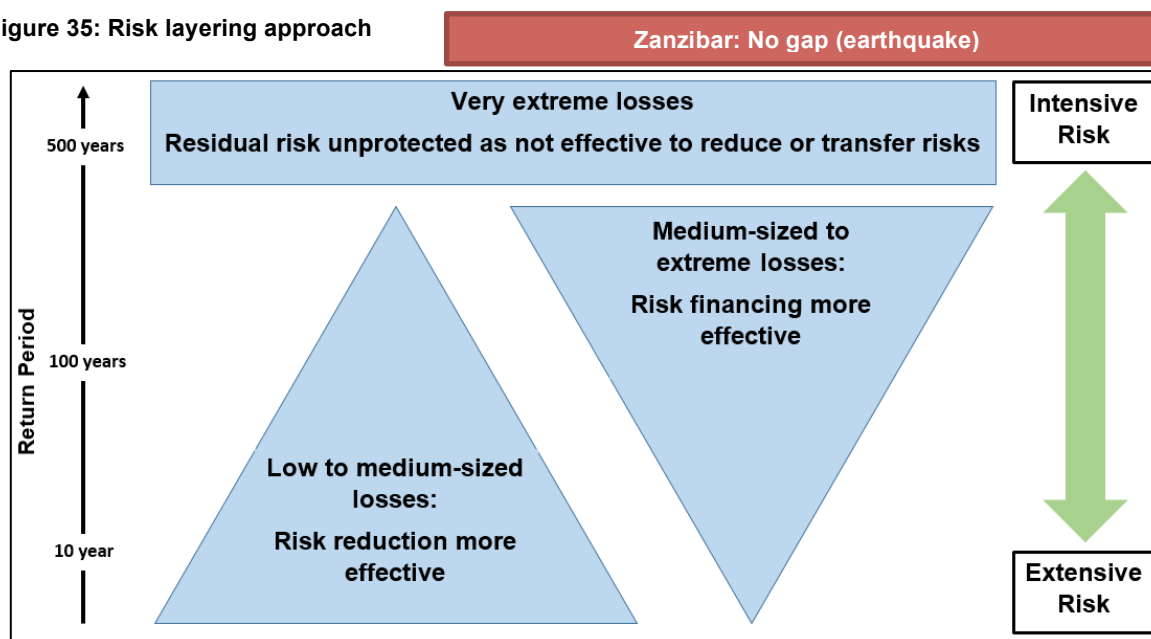 igure 35: Risk layering approach
Zanzibar: No gap (earthquake)
Very extreme losses
Residual risk unprotected as not effective to reduce or transfer risks
Intensive
Risk
500 years
Medium-sized to
extreme losses:
Risk financing more
effective
Return Period
100 years
Low to medium-sized
losses:
Risk reduction more
effective
10 year
Extensive
Risk